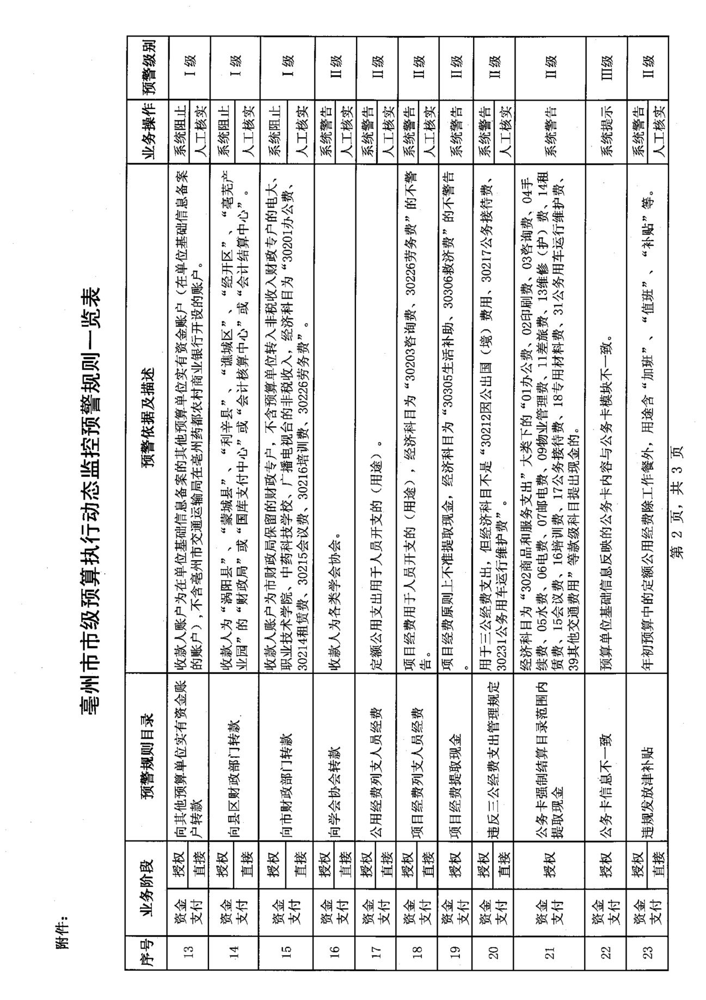 附件：
亳州市市级预算执行动态监控预警规则一览表
序号
业务阶段
预警规则目录
预警依据及描述
业务操作
预警级别
13
资金
支付
授权
直接
向其他预算单位实有资金账
户转款
收款人账户为在单位基础信息备案的其他预算单位实有资金账户（在单位基础信息备案
的账户），不含亳州市交通运输局在亳州药都农村商业银行开设的账户。
系统阻止
人工核实
Ⅰ级
14
资金
支付
授权
直接
向县区财政部门转款
收款人为“涡阳县”、“蒙城县”、“利辛县”、“谯城区”、“经开区”、“亳芜产
业园”的“财政局”或“国库支付中心”或“会计核算中心”或“会计结算中心”。
系统阻止
人工核实
Ⅰ级
15
资金
支付
授权
直接
向市财政部门转款
收款人账户为市财政局保留的财政专户，不含预算单位转入非税收入财政专户的电大、
职业技术学院、中药科技学校、广播电视台的非税收入，经济科目为“30201办公费、
30214租赁费、30215会议费、30216培训费、30226劳务费”。
系统阻止
人工核实
Ⅰ级
16
资金
支付
授权
直接
向学会协会转款
收款人为各类学会协会。
系统警告
人工核实
Ⅱ级
17
资金
支付
授权
直接
公用经费列支人员经费
定额公用支出用于人员开支的（用途）。
系统警告
人工核实
Ⅱ级
18
资金
支付
授权
直接
项目经费列支人员经费
项目经费用于人员开支的（用途），经济科目为“30203咨询费、30226劳务费”的不警
告。
系统警告
人工核实
Ⅱ级
19
资金
支付
授权
项目经费提取现金
项目经费原则上不准提取现金，经济科目为“30305生活补助、30306救济费”的不警告
。
系统警告
Ⅱ级
20
资金
支付
授权
直接
违反三公经费支出管理规定
用于三公经费支出，但经济科目不是“30212因公出国（境）费用、30217公务接待费、
30231公务用车运行维护费”。
系统警告
人工核实
Ⅱ级
21
资金
支付
授权
公务卡强制结算目录范围内
提取现金
经济科目为“302商品和服务支出”大类下的“01办公费、02印刷费、03咨询费、04手
续费、05水费、06电费、07邮电费、09物业管理费、11差旅费、13维修（护）费、14租
赁费、15会议费、16培训费、17公务接待费、18专用材料费、31公务用车运行维护费、
39其他交通费用”等款级科目提出现金的。
系统警告
Ⅱ级
22
资金
支付
授权
公务卡信息不一致
预算单位基础信息反映的公务卡内容与公务卡模块不一致。
系统提示
Ⅲ级
23
资金
支付
授权
直接
违规发放津补贴
年初预算中的定额公用经费除工作餐外，用途含“加班”、“值班”、“补贴”等。
系统警告
人工核实
Ⅱ级
第 2 页，共 3 页